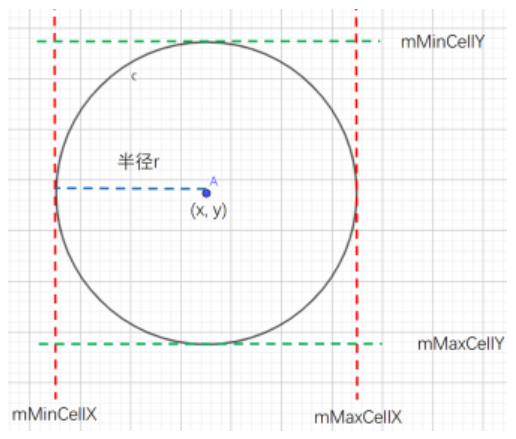 mMinCellY
c
半径r
A
(x, y)
mMaxCellY
mMinCellX
mMaxCellX